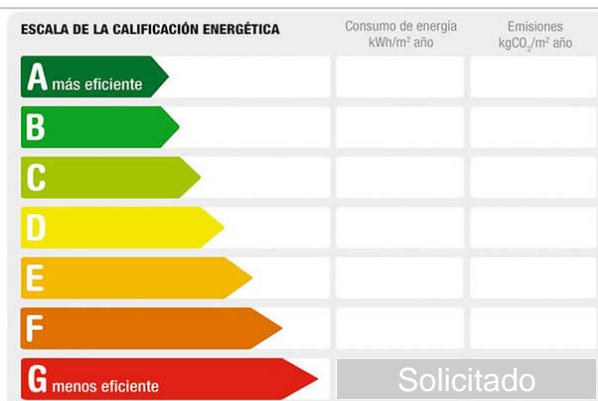 ESCALA DE LA CALIFICACIÓN ENERGÉTICA
Consumo de energía
kWh/m² año
Emisiones
kgCO₂/m² año
A más eficiente
B
C
D
E
F
G menos eficiente
Solicitado